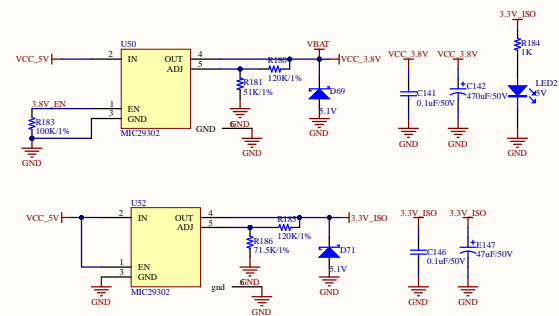 3.3V_ISO
U50
VBAT
R184
1K
VCC_5V
2
IN
OUT
4
VCC_3.8V
VCC_3.8V
VCC_3.8V
ADJ
5
120K/1%
R181
51K/1%
D69
5.1V
C141
0.1uF/50V
C142
470uF/50V
LED2
5V
3.8V_EN
1
EN
3
GND
R183
100K/1%
MIC29302
GND
6
GND
GND
GND
GND
GND
GND
GND
GND
U52
VCC_5V
2
IN
OUT
4
3.3V_ISO
3.3V_ISO
3.3V_ISO
ADJ
5
R185
120K/1%
R186
71.5K/1%
D71
5.1V
C146
0.1uF/50V
E147
47uF/50V
1
EN
3
GND
MIC29302
gnd
6
GND
GND
GND
GND
GND
GND